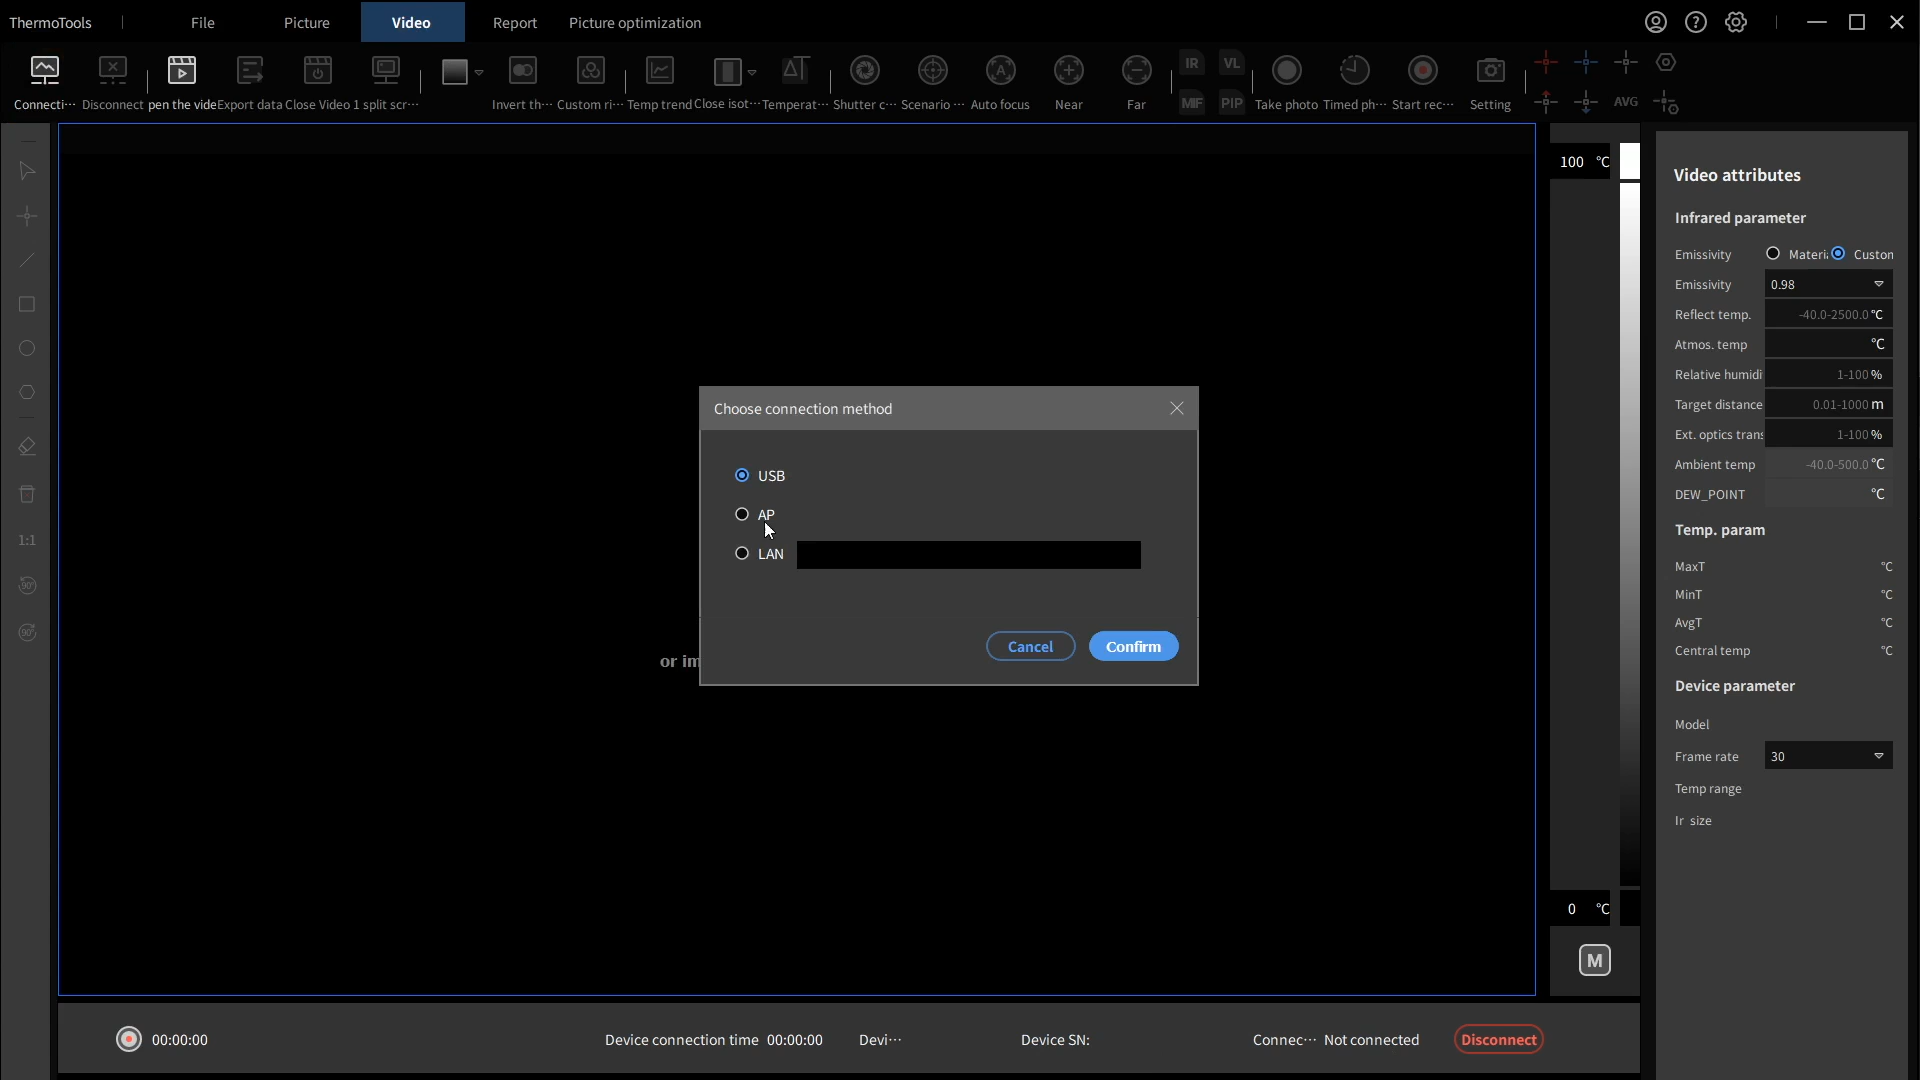 ThermoTools
File
Picture
Video
Report
Picture optimization
Connecti···
Disconnect
pen the vide
Export data
Close Video
1 split scr···
Invert th···
Custom ri···
Temp trend
Close isot···
Temperat···
Shutter c···
Scenario ···
Auto focus
Near
Far
IR
VL
MIF
PIP
Take photo
Timed ph···
Start rec···
Setting
AVG
1:1
90°
90°
or im
Choose connection method
USB
AP
LAN
Cancel
Confirm
100 °C
0 °C
M
Video attributes
Infrared parameter
Emissivity Materi Custon
Emissivity 0.98
Reflect temp. -40.0-2500.0 °C
Atmos. temp °C
Relative humidi 1-100 %
Target distance 0.01-1000 m
Ext. optics trans 1-100 %
Ambient temp -40.0-500.0 °C
DEW_POINT °C
Temp. param
MaxT °C
MinT °C
AvgT °C
Central temp °C
Device parameter
Model
Frame rate 30
Temp range
Ir size
00:00:00
Device connection time 00:00:00
Devi···
Device SN:
Connec··· Not connected
Disconnect